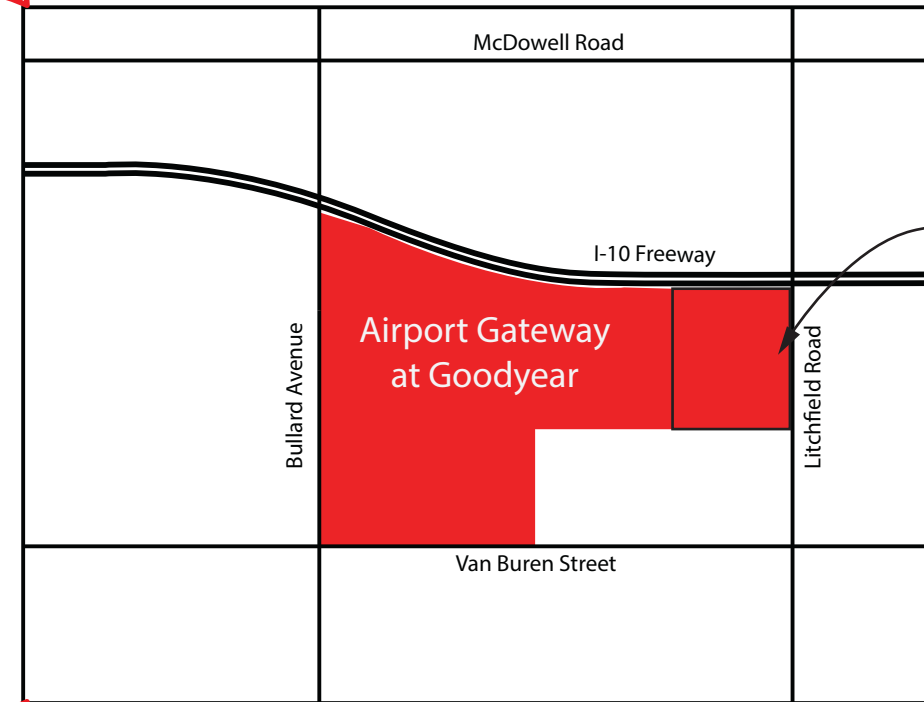 McDowell Road
I-10 Freeway
Airport Gateway
at Goodyear
Bullard Avenue
Litchfield Road
Van Buren Street